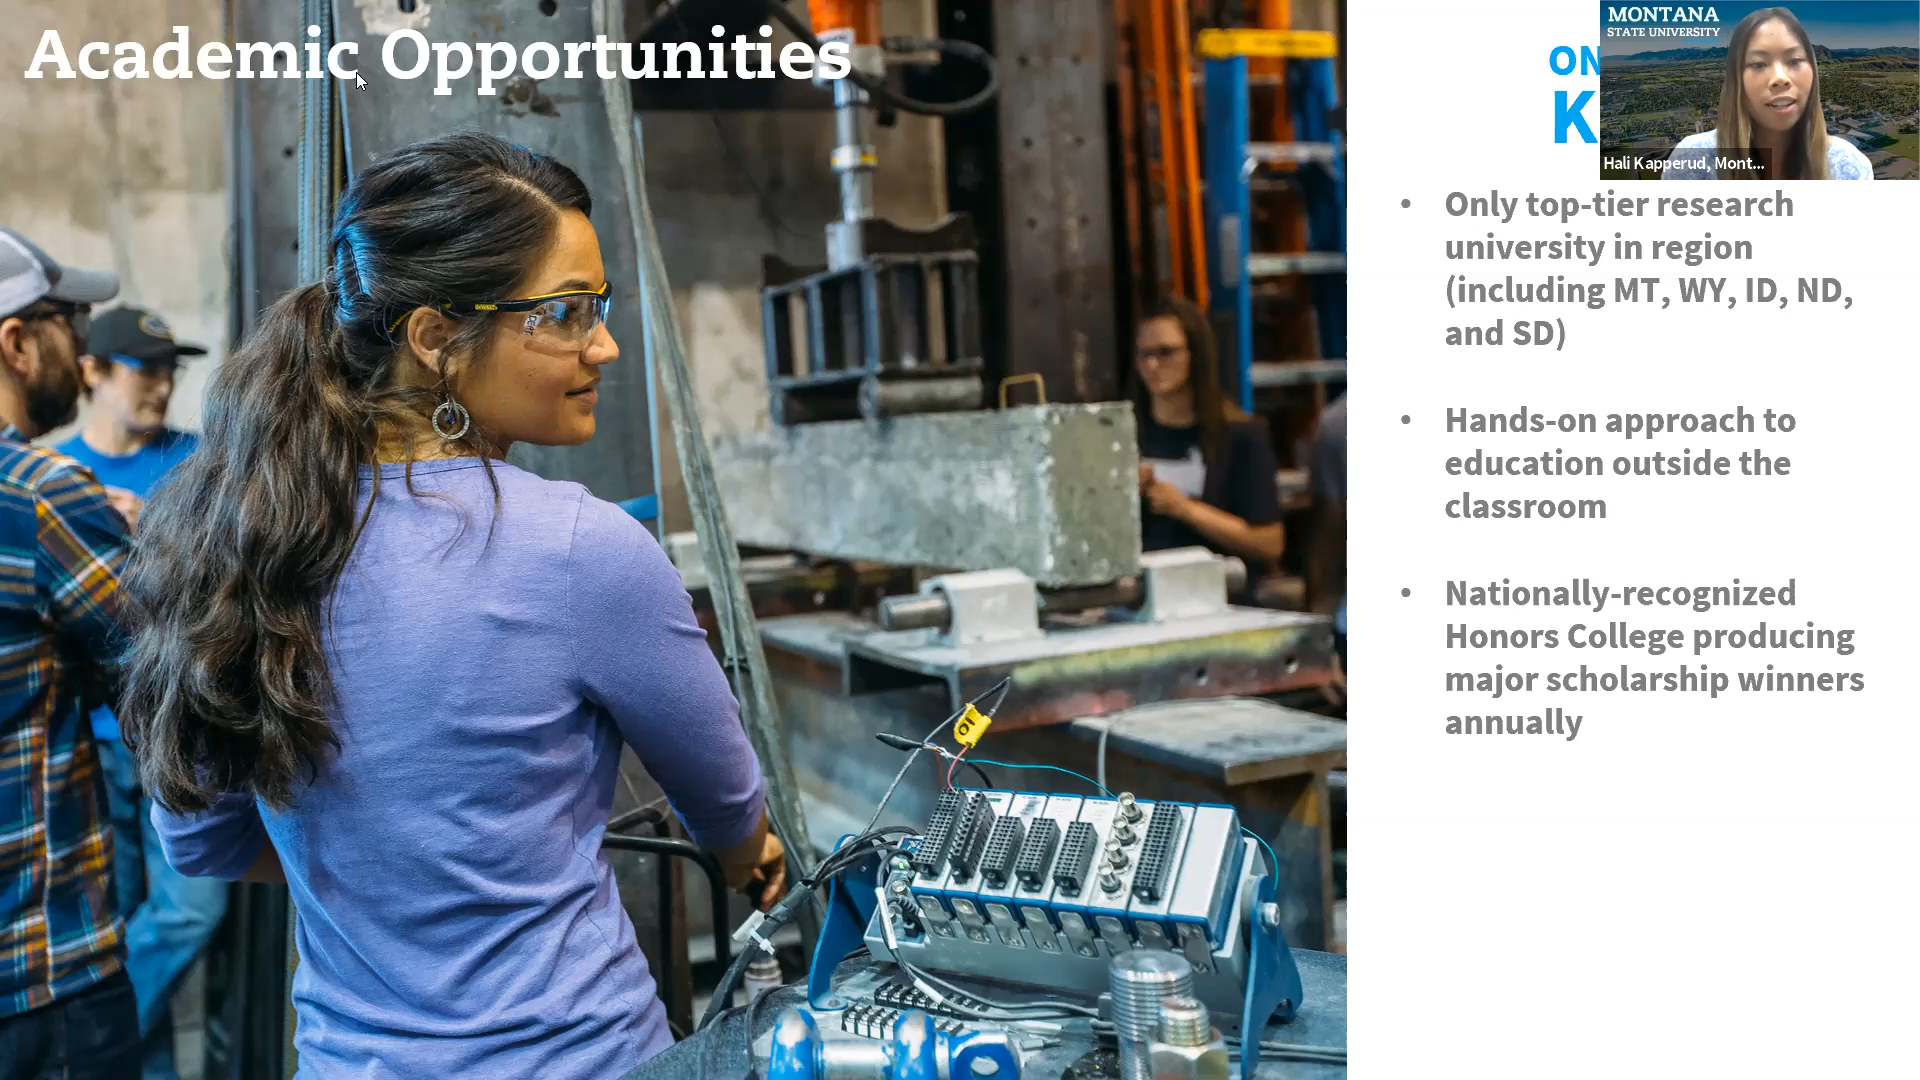 Academic Opportunities
MONTANA
STATE UNIVERSITY
ON
K
Hali Kapperud, Mont...
• Only top-tier research
university in region
(including MT, WY, ID, ND,
and SD)
• Hands-on approach to
education outside the
classroom
• Nationally-recognized
Honors College producing
major scholarship winners
annually
DEWALT
10